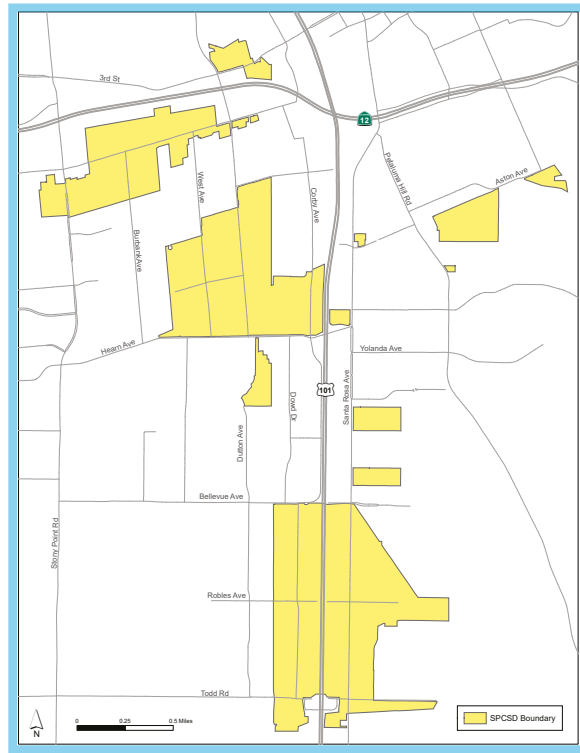 3rd St
12
Petaluma Hill Rd
Aston Ave
West Ave
Corby Ave
Burbank Ave
Hearn Ave
Yolanda Ave
101
Santa Rosa Ave
Dowd Dr
Dutton Ave
Bellevue Ave
Stony Point Rd
Robles Ave
Todd Rd
0 0.25 0.5 Miles
N
SPCSD Boundary